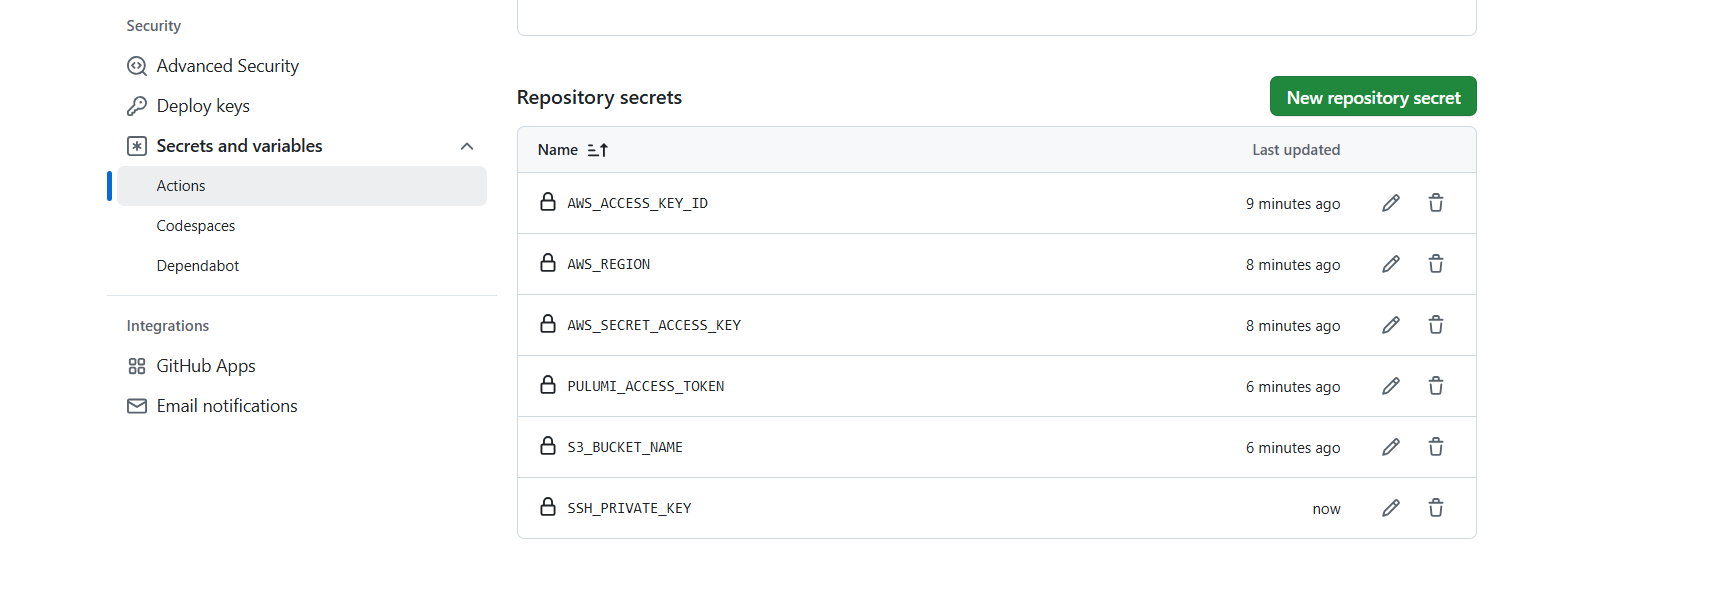 Security
Advanced Security
Deploy keys
Secrets and variables
Actions
Codespaces
Dependabot
Integrations
GitHub Apps
Email notifications
Repository secrets
New repository secret
Name Last updated
AWS_ACCESS_KEY_ID 9 minutes ago
AWS_REGION 8 minutes ago
AWS_SECRET_ACCESS_KEY 8 minutes ago
PULUMI_ACCESS_TOKEN 6 minutes ago
S3_BUCKET_NAME 6 minutes ago
SSH_PRIVATE_KEY now